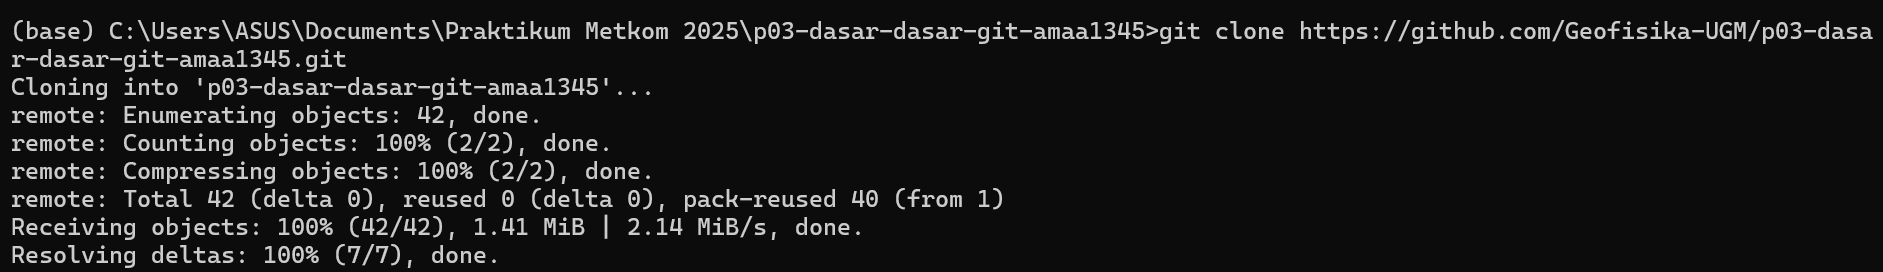 (base) C:\Users\ASUS\Documents\Praktikum Metkom 2025\p03-dasar-dasar-git-amaa1345>git clone https://github.com/Geofisika-UGM/p03-dasa
r-dasar-git-amaa1345.git
Cloning into 'p03-dasar-dasar-git-amaa1345'...
remote: Enumerating objects: 42, done.
remote: Counting objects: 100% (2/2), done.
remote: Compressing objects: 100% (2/2), done.
remote: Total 42 (delta 0), reused 0 (delta 0), pack-reused 40 (from 1)
Receiving objects: 100% (42/42), 1.41 MiB | 2.14 MiB/s, done.
Resolving deltas: 100% (7/7), done.